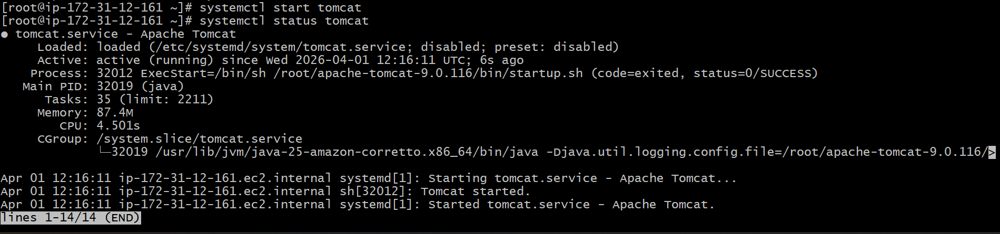 [root@ip-172-31-12-161 ~]# systemctl start tomcat
[root@ip-172-31-12-161 ~]# systemctl status tomcat
● tomcat.service - Apache Tomcat
     Loaded: loaded (/etc/systemd/system/tomcat.service; disabled; preset: disabled)
     Active: active (running) since Wed 2026-04-01 12:16:11 UTC; 6s ago
    Process: 32012 ExecStart=/bin/sh /root/apache-tomcat-9.0.116/bin/startup.sh (code=exited, status=0/SUCCESS)
   Main PID: 32019 (java)
      Tasks: 35 (limit: 2211)
     Memory: 87.4M
        CPU: 4.501s
     CGroup: /system.slice/tomcat.service
             └─32019 /usr/lib/jvm/java-25-amazon-corretto.x86_64/bin/java -Djava.util.logging.config.file=/root/apache-tomcat-9.0.116/>

Apr 01 12:16:11 ip-172-31-12-161.ec2.internal systemd[1]: Starting tomcat.service - Apache Tomcat...
Apr 01 12:16:11 ip-172-31-12-161.ec2.internal sh[32012]: Tomcat started.
Apr 01 12:16:11 ip-172-31-12-161.ec2.internal systemd[1]: Started tomcat.service - Apache Tomcat.
lines 1-14/14 (END)